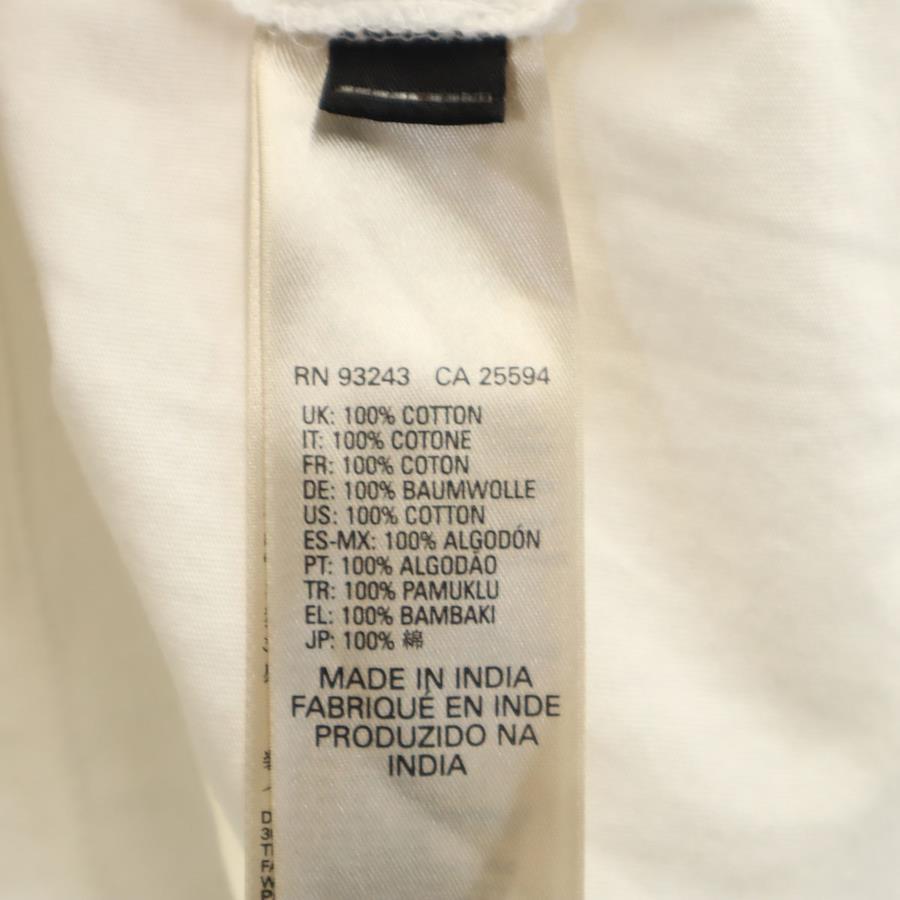 RN 93243 CA 25594
UK: 100% COTTON
IT: 100% COTONE
FR: 100% COTON
DE: 100% BAUMWOLLE
US: 100% COTTON
ES-MX: 100% ALGODÓN
PT: 100% ALGODÃO
TR: 100% PAMUKLU
EL: 100% BAMBAKI
JP: 100% 綿
MADE IN INDIA
FABRIQUÉ EN INDE
PRODUZIDO NA
INDIA